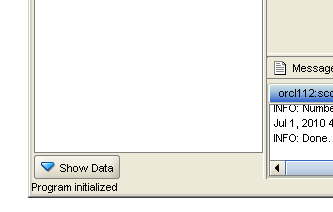 Message
orcl112:sco
INFO: Numbe
Jul 1, 2010 4
INFO: Done.
Show Data
Program initialized